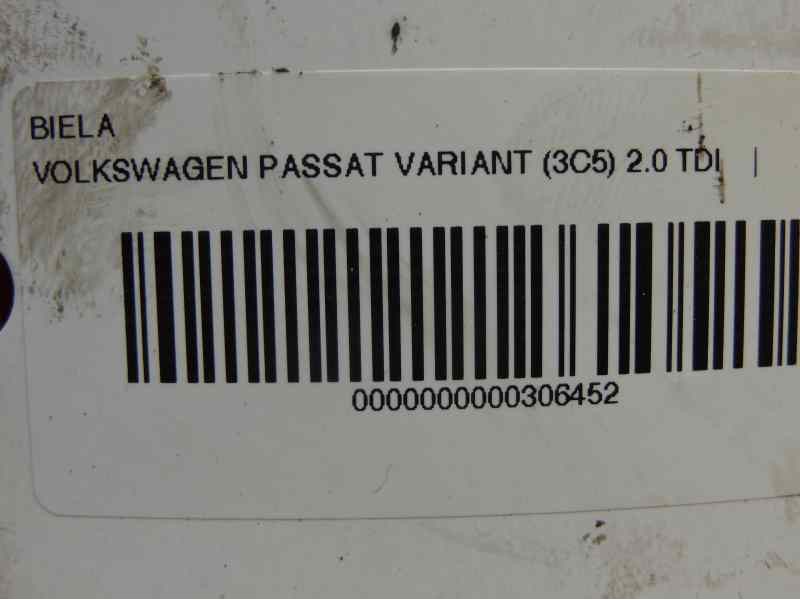 BIELA
VOLKSWAGEN PASSAT VARIANT (3C5) 2.0 TDI |
0000000000306452